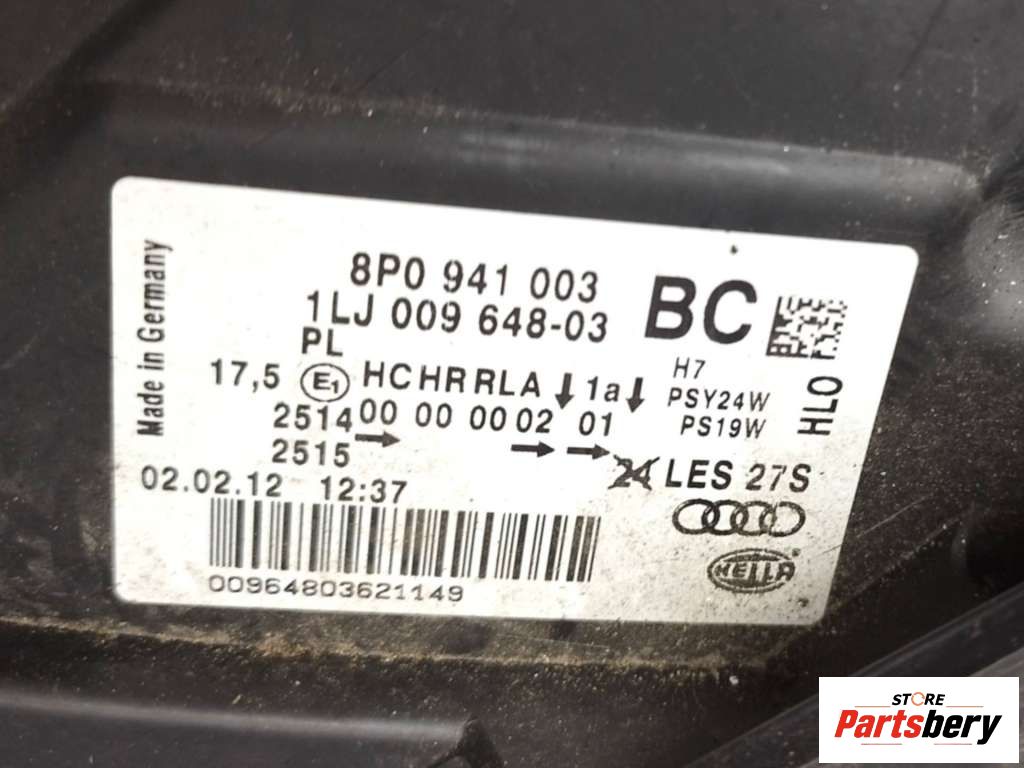 Made in Germany
8P0 941 003
BC
1LJ 009 648-03
PL
H7
17,5 E1 HCHRRLA ↓ 1a ↓
PSY24W
HLO
2514 00 00 00 02 01
PS19W
2515 → → →
24 LES 27S
02.02.12 12:37
HELLA ®
00964803621149
STORE
Partsbery